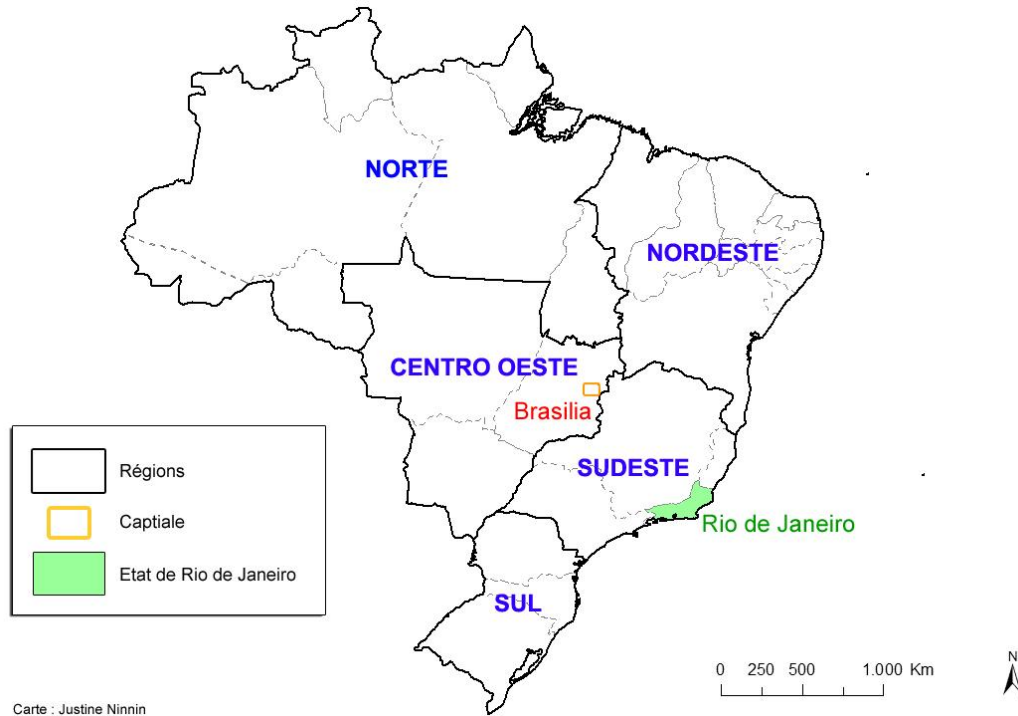 NORTE
NORDESTE
CENTRO OESTE
Brasilia
SUDESTE
Rio de Janeiro
SUL
Régions
Captiale
Etat de Rio de Janeiro
0 250 500 1.000 Km
N
Carte : Justine Ninnin